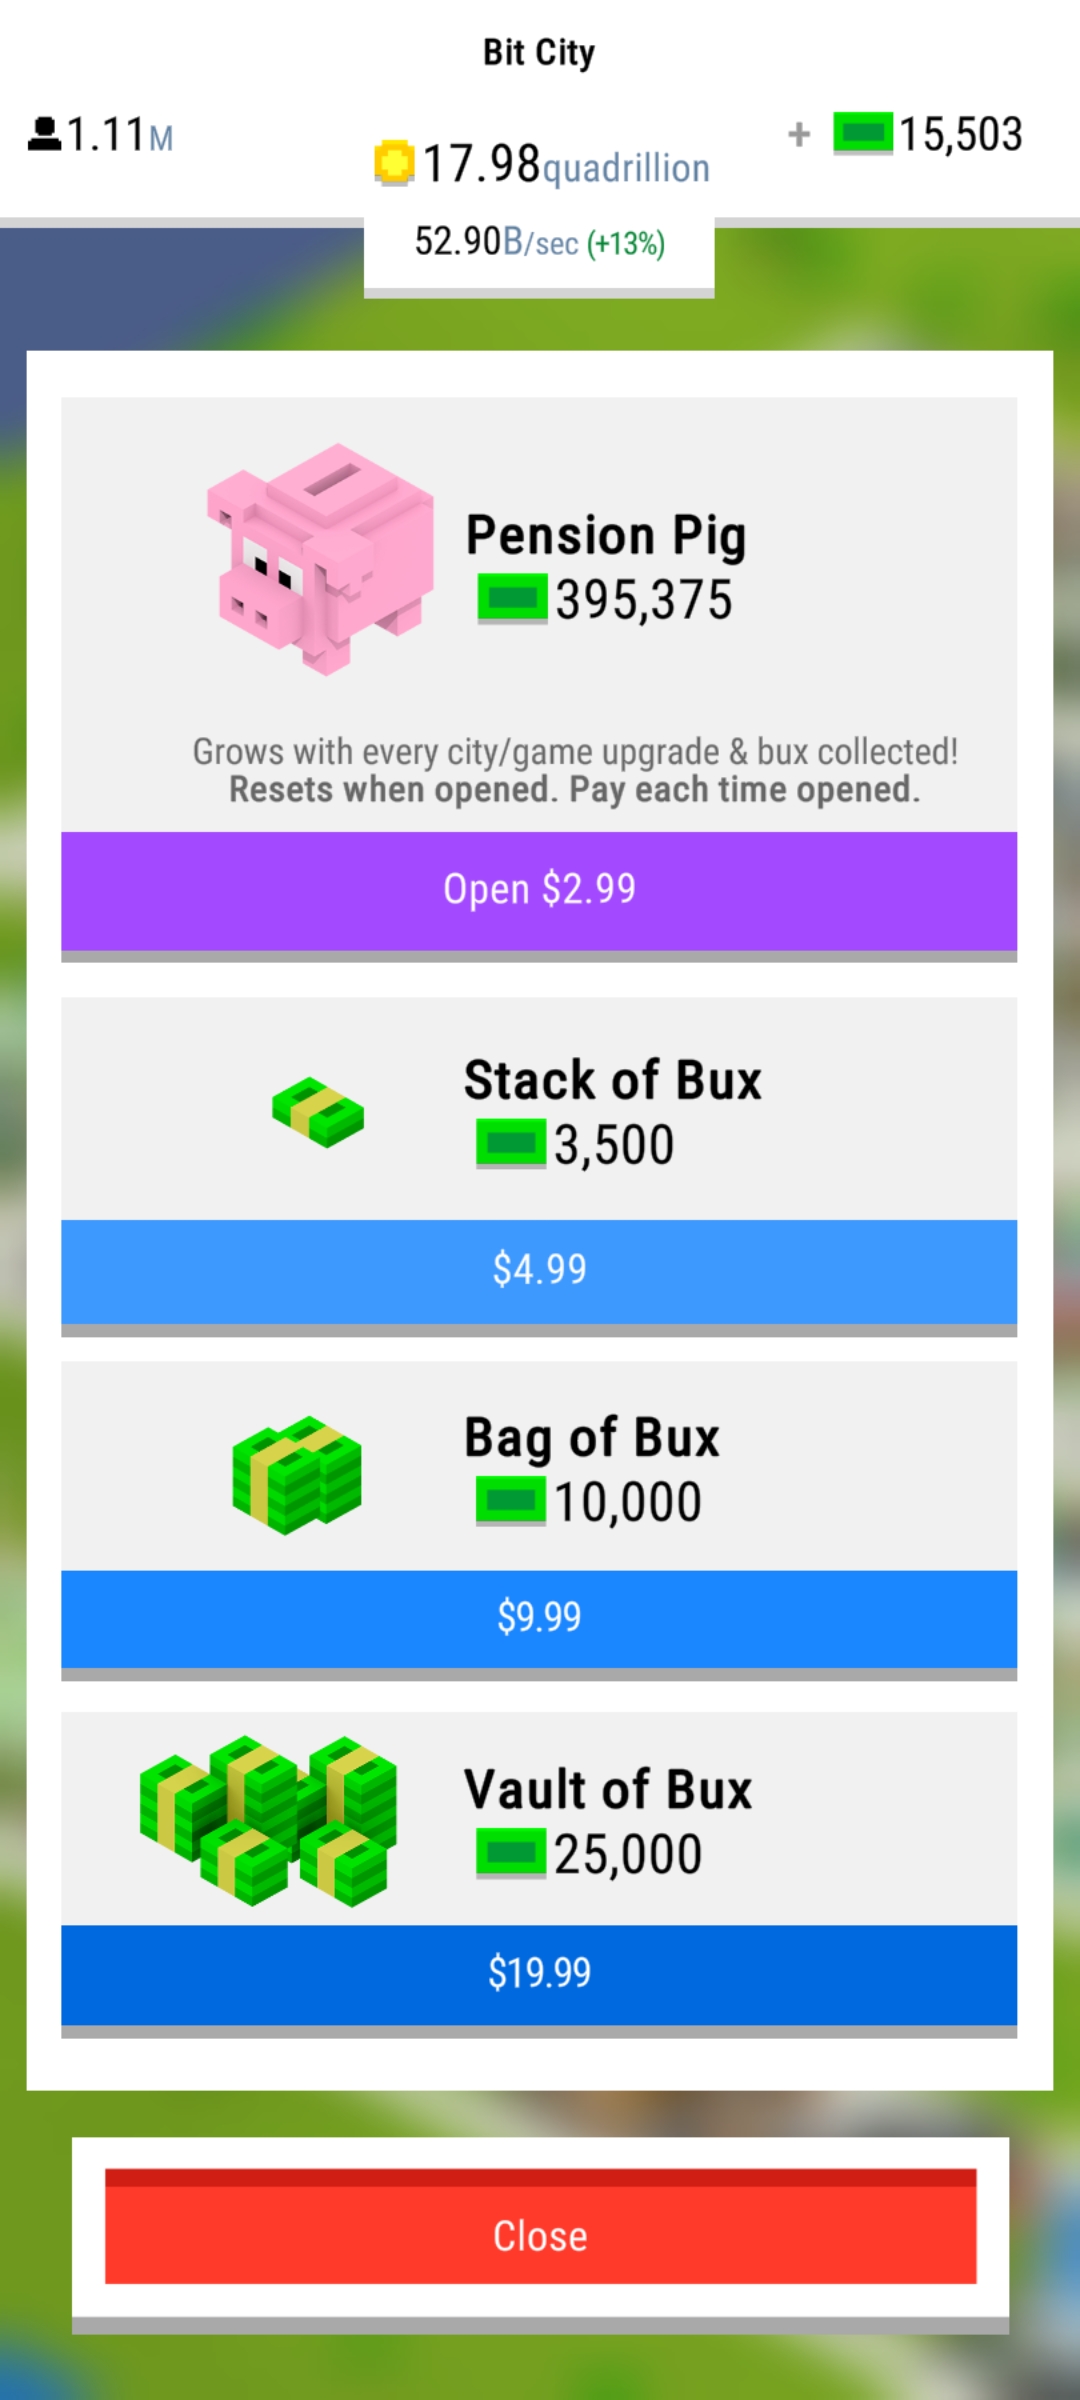 Bit City
1.11M
17.98quadrillion
+ 15,503
52.90B/sec (+13%)
Pension Pig
395,375
Grows with every city/game upgrade & bux collected!
Resets when opened. Pay each time opened.
Open $2.99
Stack of Bux
3,500
$4.99
Bag of Bux
10,000
$9.99
Vault of Bux
25,000
$19.99
Close